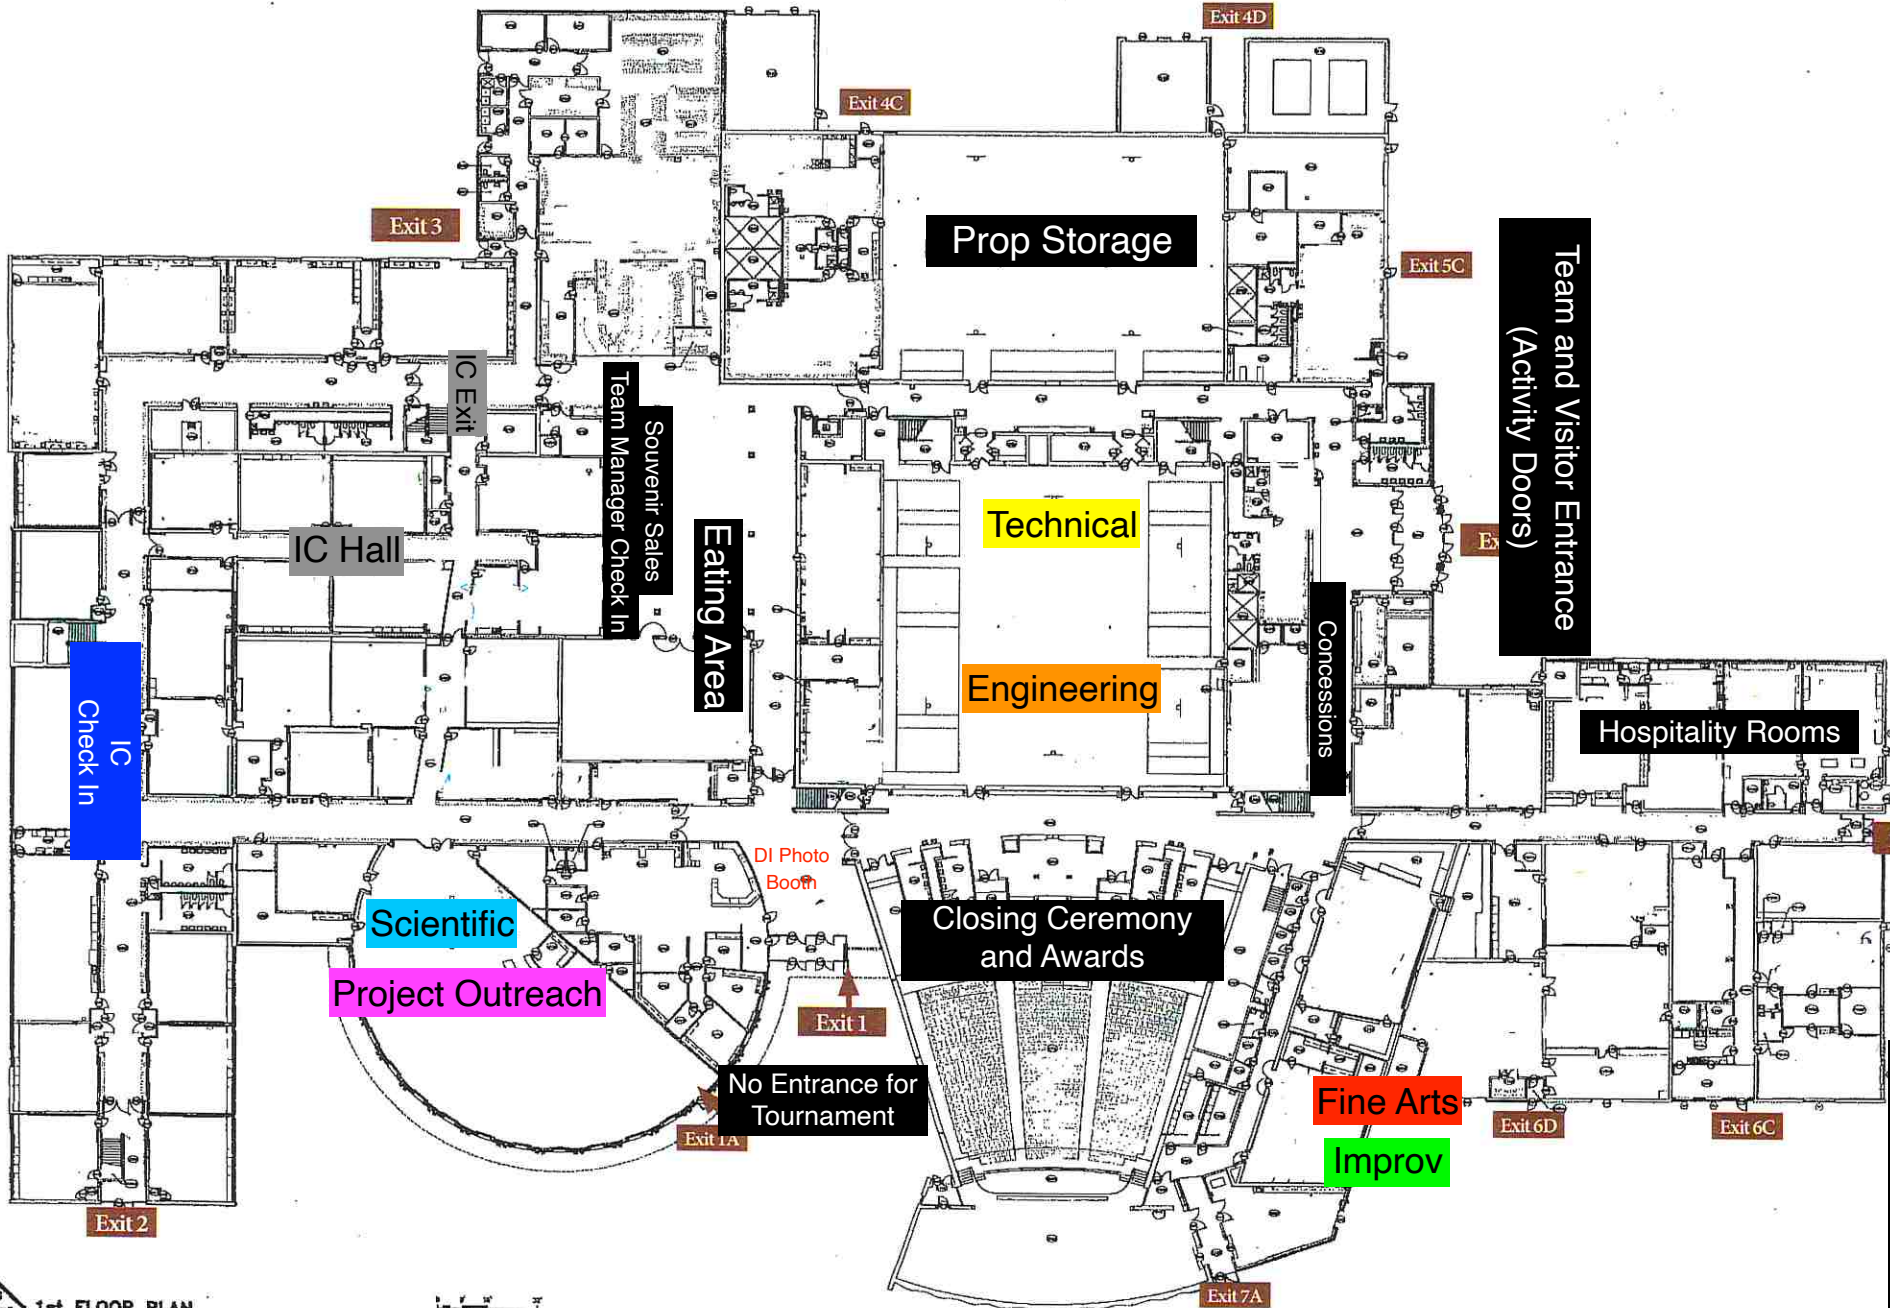 Exit 4D
Exit 4C
Exit 3
Prop Storage
Exit 5C
Team and Visitor Entrance
(Activity Doors)
IC Exit
Souvenir Sales
Team Manager Check In
Technical
IC Hall
Eating Area
Engineering
Concessions
IC
Check In
Hospitality Rooms
DI Photo
Booth
Scientific
Closing Ceremony
and Awards
Project Outreach
Exit 1
No Entrance for
Tournament
Fine Arts
Exit 1A
Exit 6D
Exit 6C
Improv
Exit 2
Exit 7A
1st FLOOR PLAN